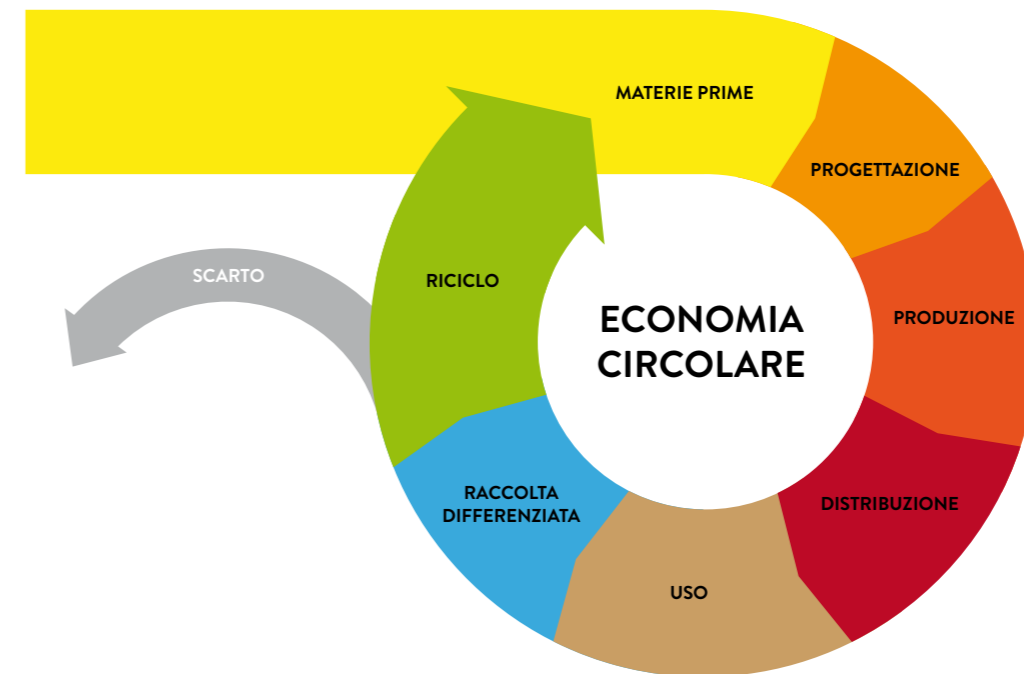 MATERIE PRIME
PROGETTAZIONE
PRODUZIONE
DISTRIBUZIONE
USO
RACCOLTA
DIFFERENZIATA
RICICLO
SCARTO
ECONOMIA
CIRCOLARE